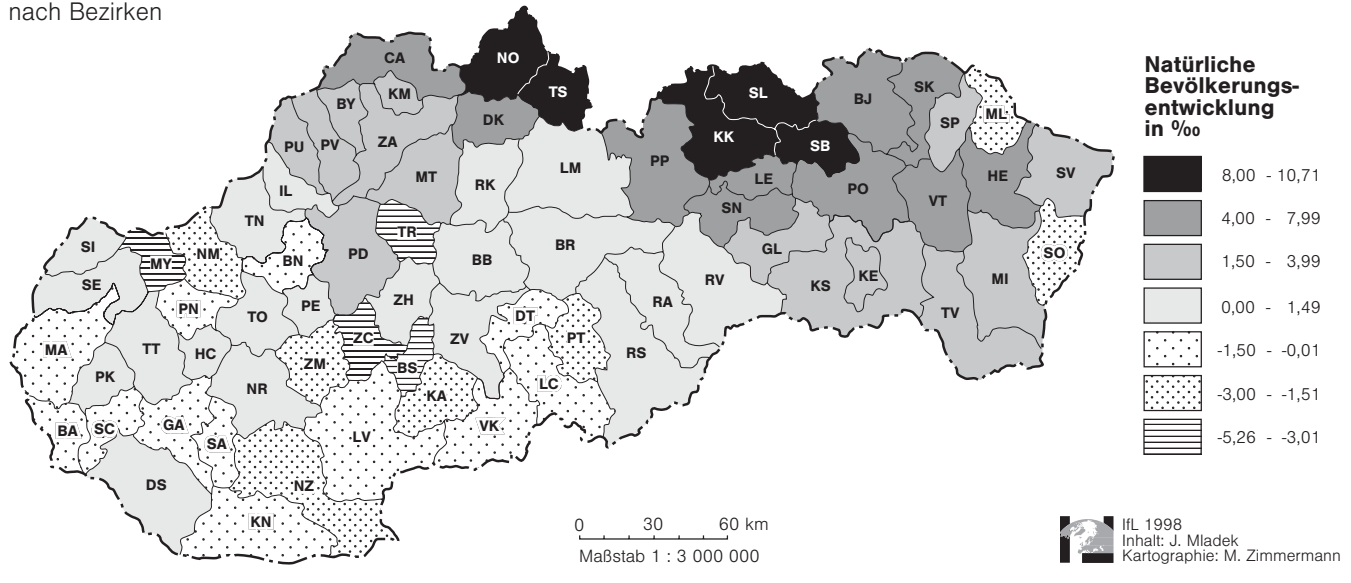 nach Bezirken
CA
NO
TS
KM
BY
DK
PU
PV
ZA
MT
RK
LM
PP
KK
SL
SB
BJ
SK
SP
ML
LE
PO
VT
HE
SV
SN
IL
TN
TR
PD
BN
NM
MY
SI
SE
PN
BB
BR
GL
KS
KE
MI
SO
TV
RV
RA
RS
MA
PK
TT
HC
TO
PE
ZH
ZC
BS
ZV
DT
PT
LC
ZM
NR
KA
LV
VK
BA
SC
GA
SA
DS
NZ
KN
Natürliche
Bevölkerungs-
entwicklung
in ‰
8,00 - 10,71
4,00 - 7,99
1,50 - 3,99
0,00 - 1,49
-1,50 - -0,01
-3,00 - -1,51
-5,26 - -3,01
0 30 60 km
Maßstab 1 : 3 000 000
IfL 1998
Inhalt: J. Mladek
Kartographie: M. Zimmermann